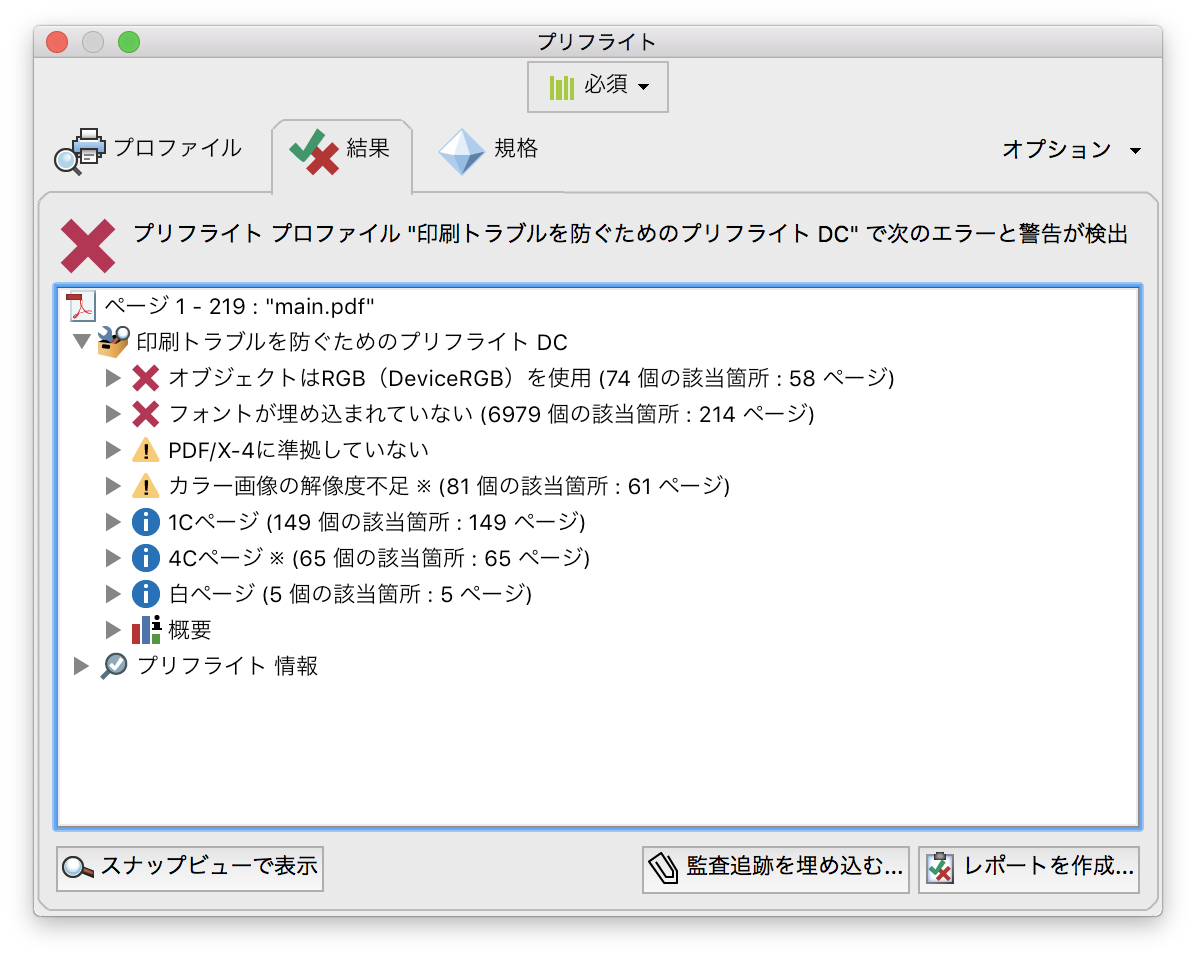 プリフライト
必須
プロファイル
結果
規格
オプション
プリフライト プロファイル "印刷トラブルを防ぐためのプリフライト DC" で次のエラーと警告が検出
ページ 1 - 219 : "main.pdf"
印刷トラブルを防ぐためのプリフライト DC
オブジェクトはRGB（DeviceRGB）を使用 (74 個の該当箇所 : 58 ページ)
フォントが埋め込まれていない (6979 個の該当箇所 : 214 ページ)
PDF/X-4に準拠していない
カラー画像の解像度不足 ※ (81 個の該当箇所 : 61 ページ)
1Cページ (149 個の該当箇所 : 149 ページ)
4Cページ ※ (65 個の該当箇所 : 65 ページ)
白ページ (5 個の該当箇所 : 5 ページ)
概要
プリフライト 情報
スナップビューで表示
監査追跡を埋め込む...
レポートを作成...